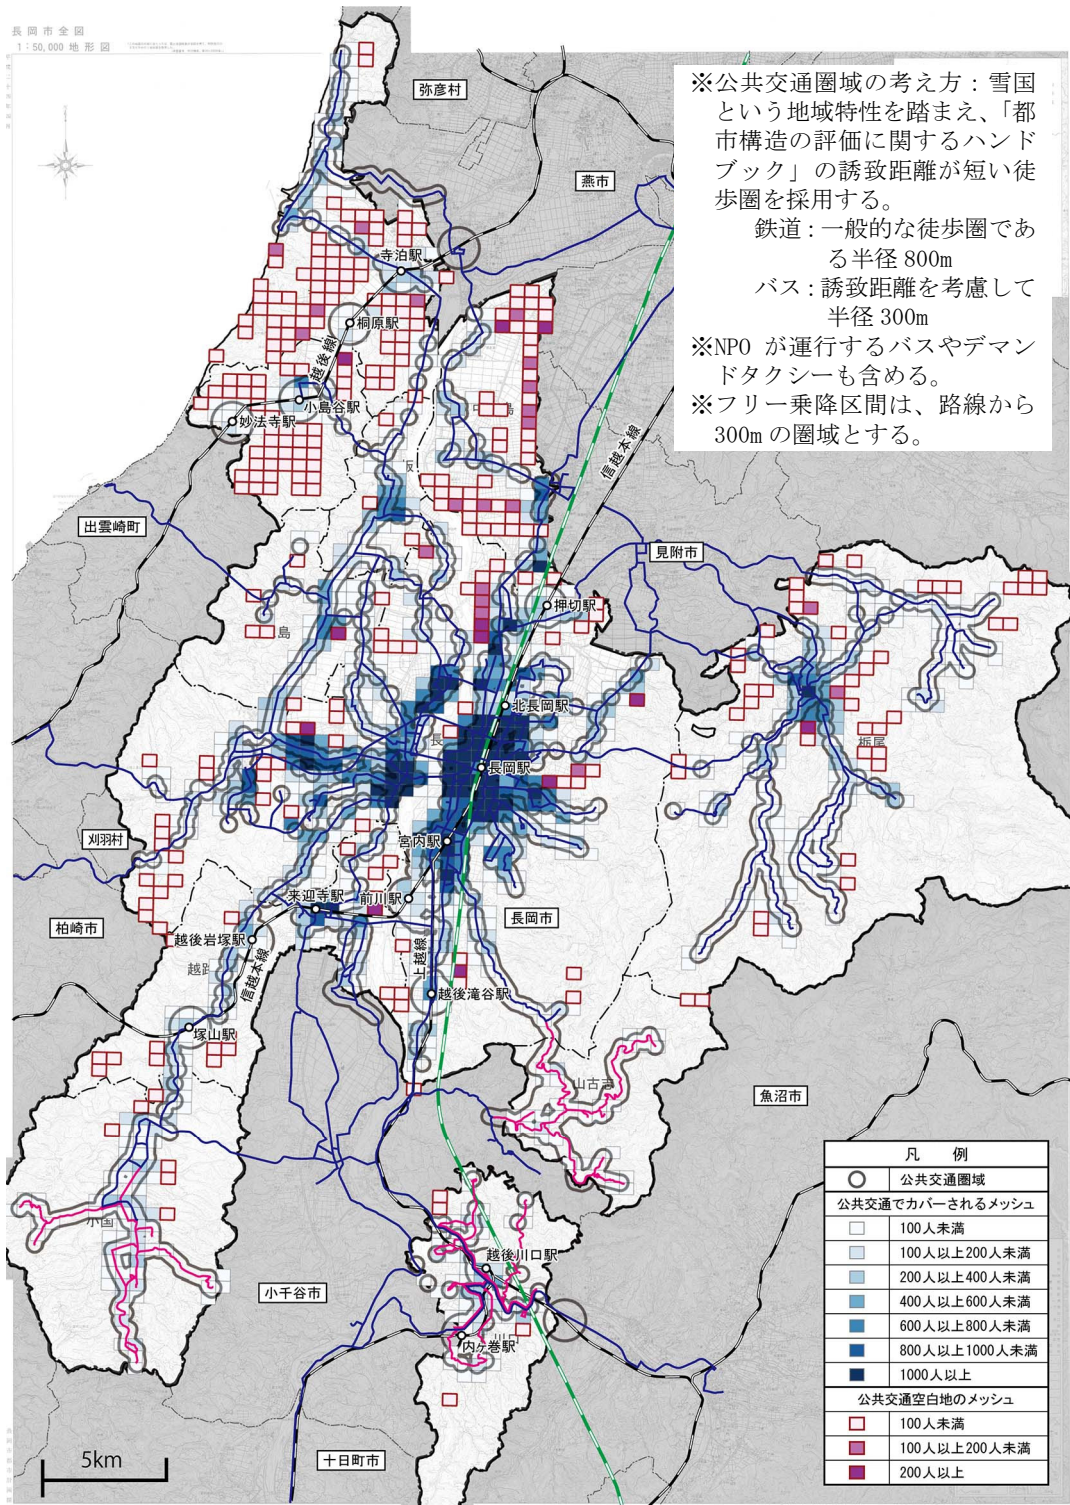 長岡市全図
1:50,000 地形図
※公共交通圏域の考え方：雪国
という地域特性を踏まえ、「都
市構造の評価に関するハンド
ブック」の誘致距離が短い徒
歩圏を採用する。
鉄道：一般的な徒歩圏であ
る半径 800m
バス：誘致距離を考慮して
半径 300m
※NPO が運行するバスやデマン
ドタクシーも含める。
※フリー乗降区間は、路線から
300m の圏域とする。
弥彦村
燕市
寺泊駅
桐原駅
越後線
小島谷駅
妙法寺駅
信越本線
出雲崎町
見附市
押切駅
島
北長岡駅
長
栃尾
長岡駅
刈羽村
宮内駅
来迎寺駅
前川駅
長岡市
柏崎市
越後岩塚駅
越路
信越本線
上越線
越後滝谷駅
塚山駅
山古志
魚沼市
小国
越後川口駅
小千谷市
内ヶ巻駅
川口
十日町市
5km
凡　例
公共交通圏域
公共交通でカバーされるメッシュ
100人未満
100人以上200人未満
200人以上400人未満
400人以上600人未満
600人以上800人未満
800人以上1000人未満
1000人以上
公共交通空白地のメッシュ
100人未満
100人以上200人未満
200人以上